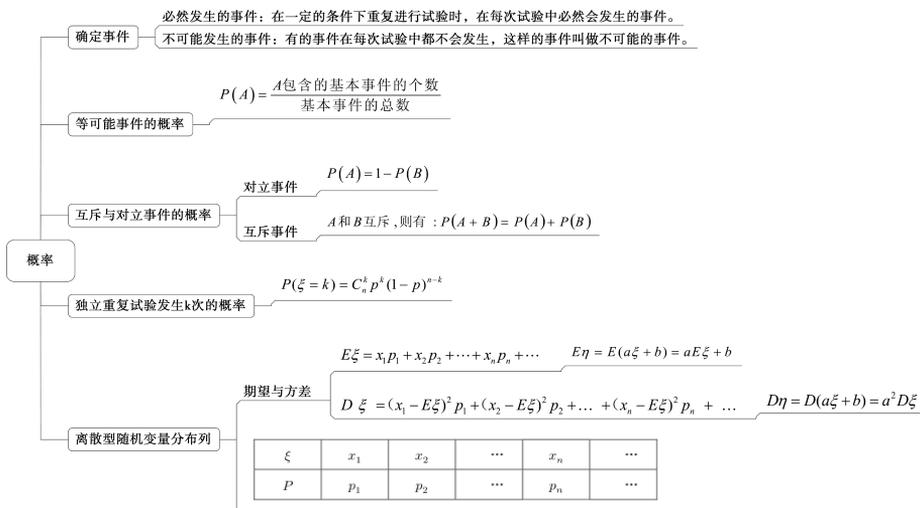 必然发生的事件：在一定的条件下重复进行试验时，在每次试验中必然会发生的事件。
确定事件
不可能发生的事件：有的事件在每次试验中都不会发生，这样的事件叫做不可能的事件。
P(A)=A包含的基本事件的个数/基本事件的总数
等可能事件的概率
对立事件 P(A)=1−P(B)
互斥与对立事件的概率
互斥事件 A和B互斥,则有：P(A+B)=P(A)+P(B)
概率
P(ξ=k)=C_n^k p^k(1−p)^{n−k}
独立重复试验发生k次的概率
Eξ=x₁p₁+x₂p₂+⋯+xₙpₙ+⋯ Eη=E(aξ+b)=aEξ+b
期望与方差
D ξ =(x₁−Eξ)²p₁+(x₂−Eξ)²p₂+… +(xₙ−Eξ)²pₙ + … Dη=D(aξ+b)=a²Dξ
离散型随机变量分布列
ξ x₁ x₂ … xₙ …
P p₁ p₂ … pₙ …